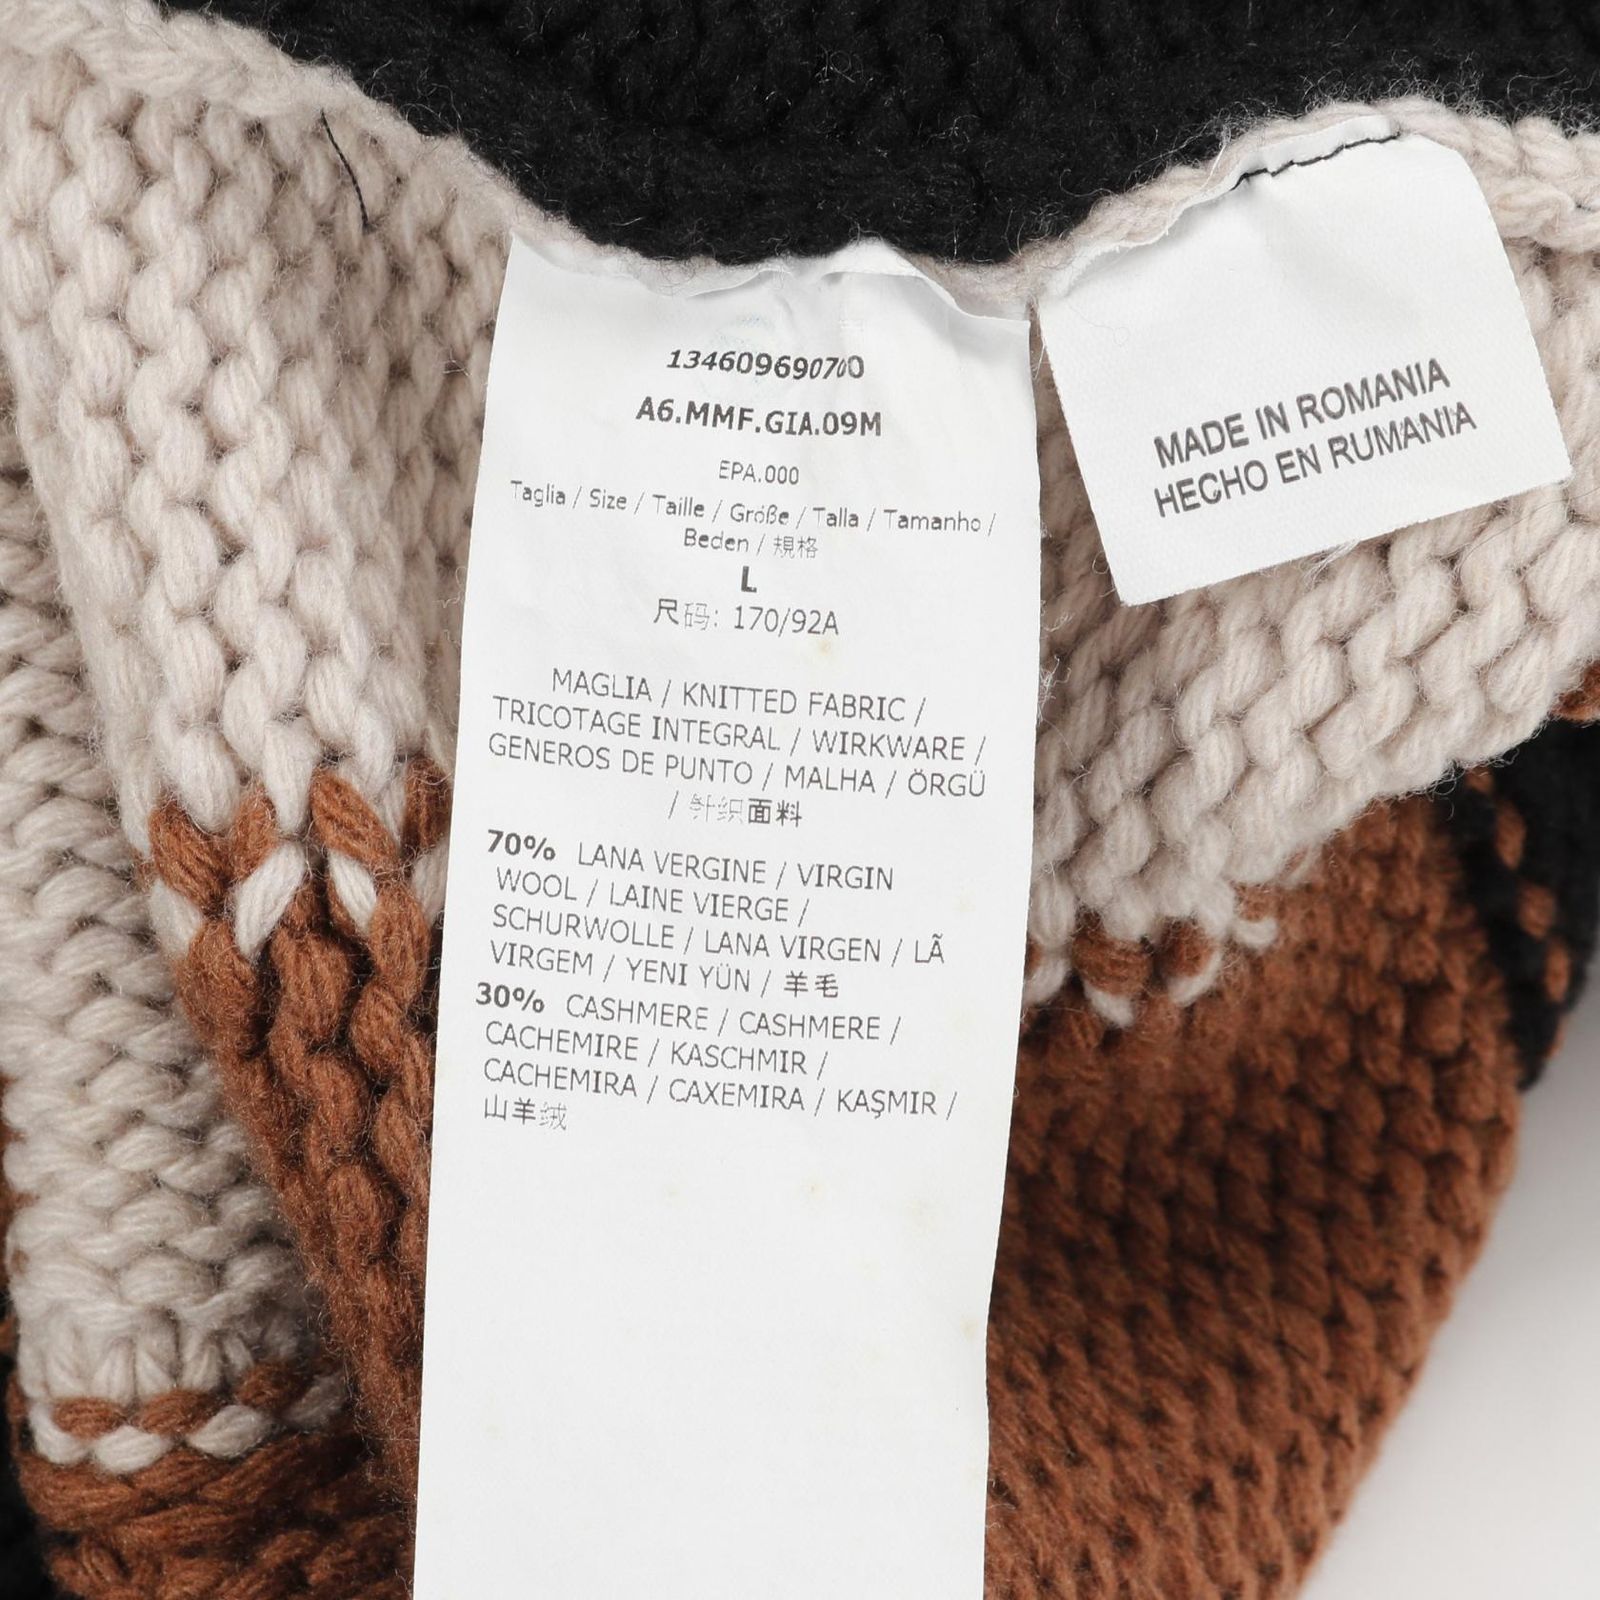 134609690700
A6.MMF.GIA.09M
EPA.000
Taglia / Size / Taille / Größe / Talla / Tamanho /
Beden / 規格
L
尺码: 170/92A
MAGLIA / KNITTED FABRIC /
TRICOTAGE INTEGRAL / WIRKWARE /
GENEROS DE PUNTO / MALHA / ÖRGÜ
/ 针织面料
70% LANA VERGINE / VIRGIN
WOOL / LAINE VIERGE /
SCHURWOLLE / LANA VIRGEN / LÃ
VIRGEM / YENI YÜN / 羊毛
30% CASHMERE / CASHMERE /
CACHEMIRE / KASCHMIR /
CACHEMIRA / CAXEMIRA / KAŞMIR /
山羊绒
MADE IN ROMANIA
HECHO EN RUMANIA